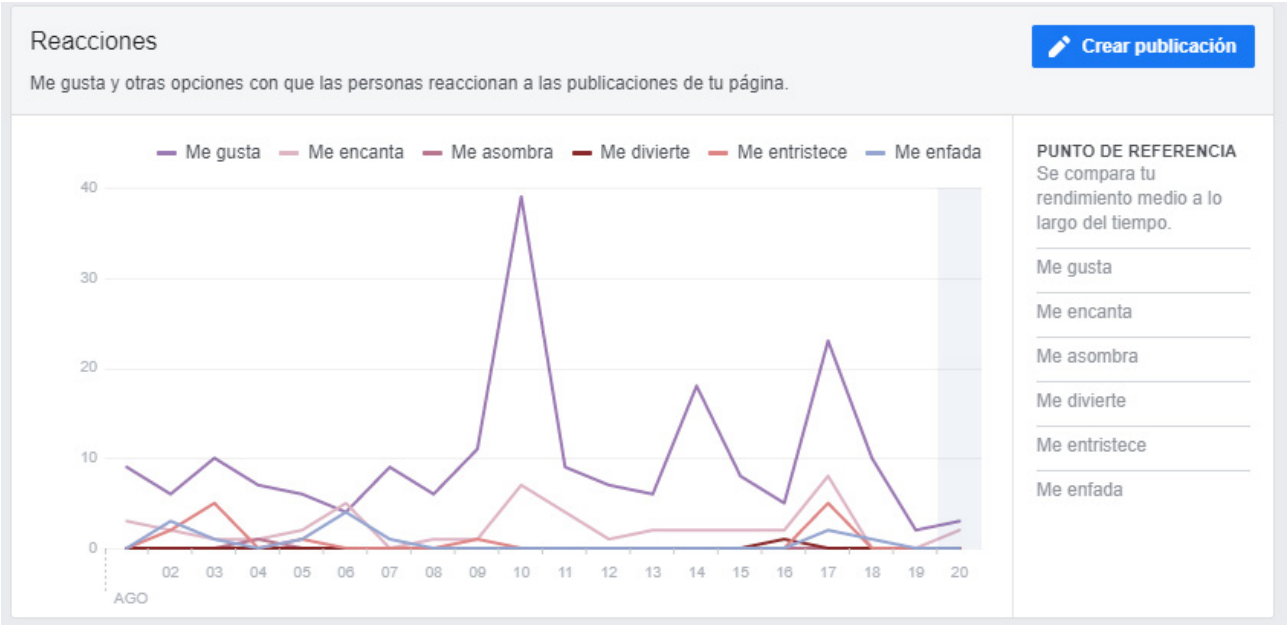 Reacciones
Crear publicación
Me gusta y otras opciones con que las personas reaccionan a las publicaciones de tu página.
Me gusta Me encanta Me asombra Me divierte Me entristece Me enfada
40
30
20
10
0
02 03 04 05 06 07 08 09 10 11 12 13 14 15 16 17 18 19 20
AGO
PUNTO DE REFERENCIA
Se compara tu
rendimiento medio a lo
largo del tiempo.
Me gusta
Me encanta
Me asombra
Me divierte
Me entristece
Me enfada